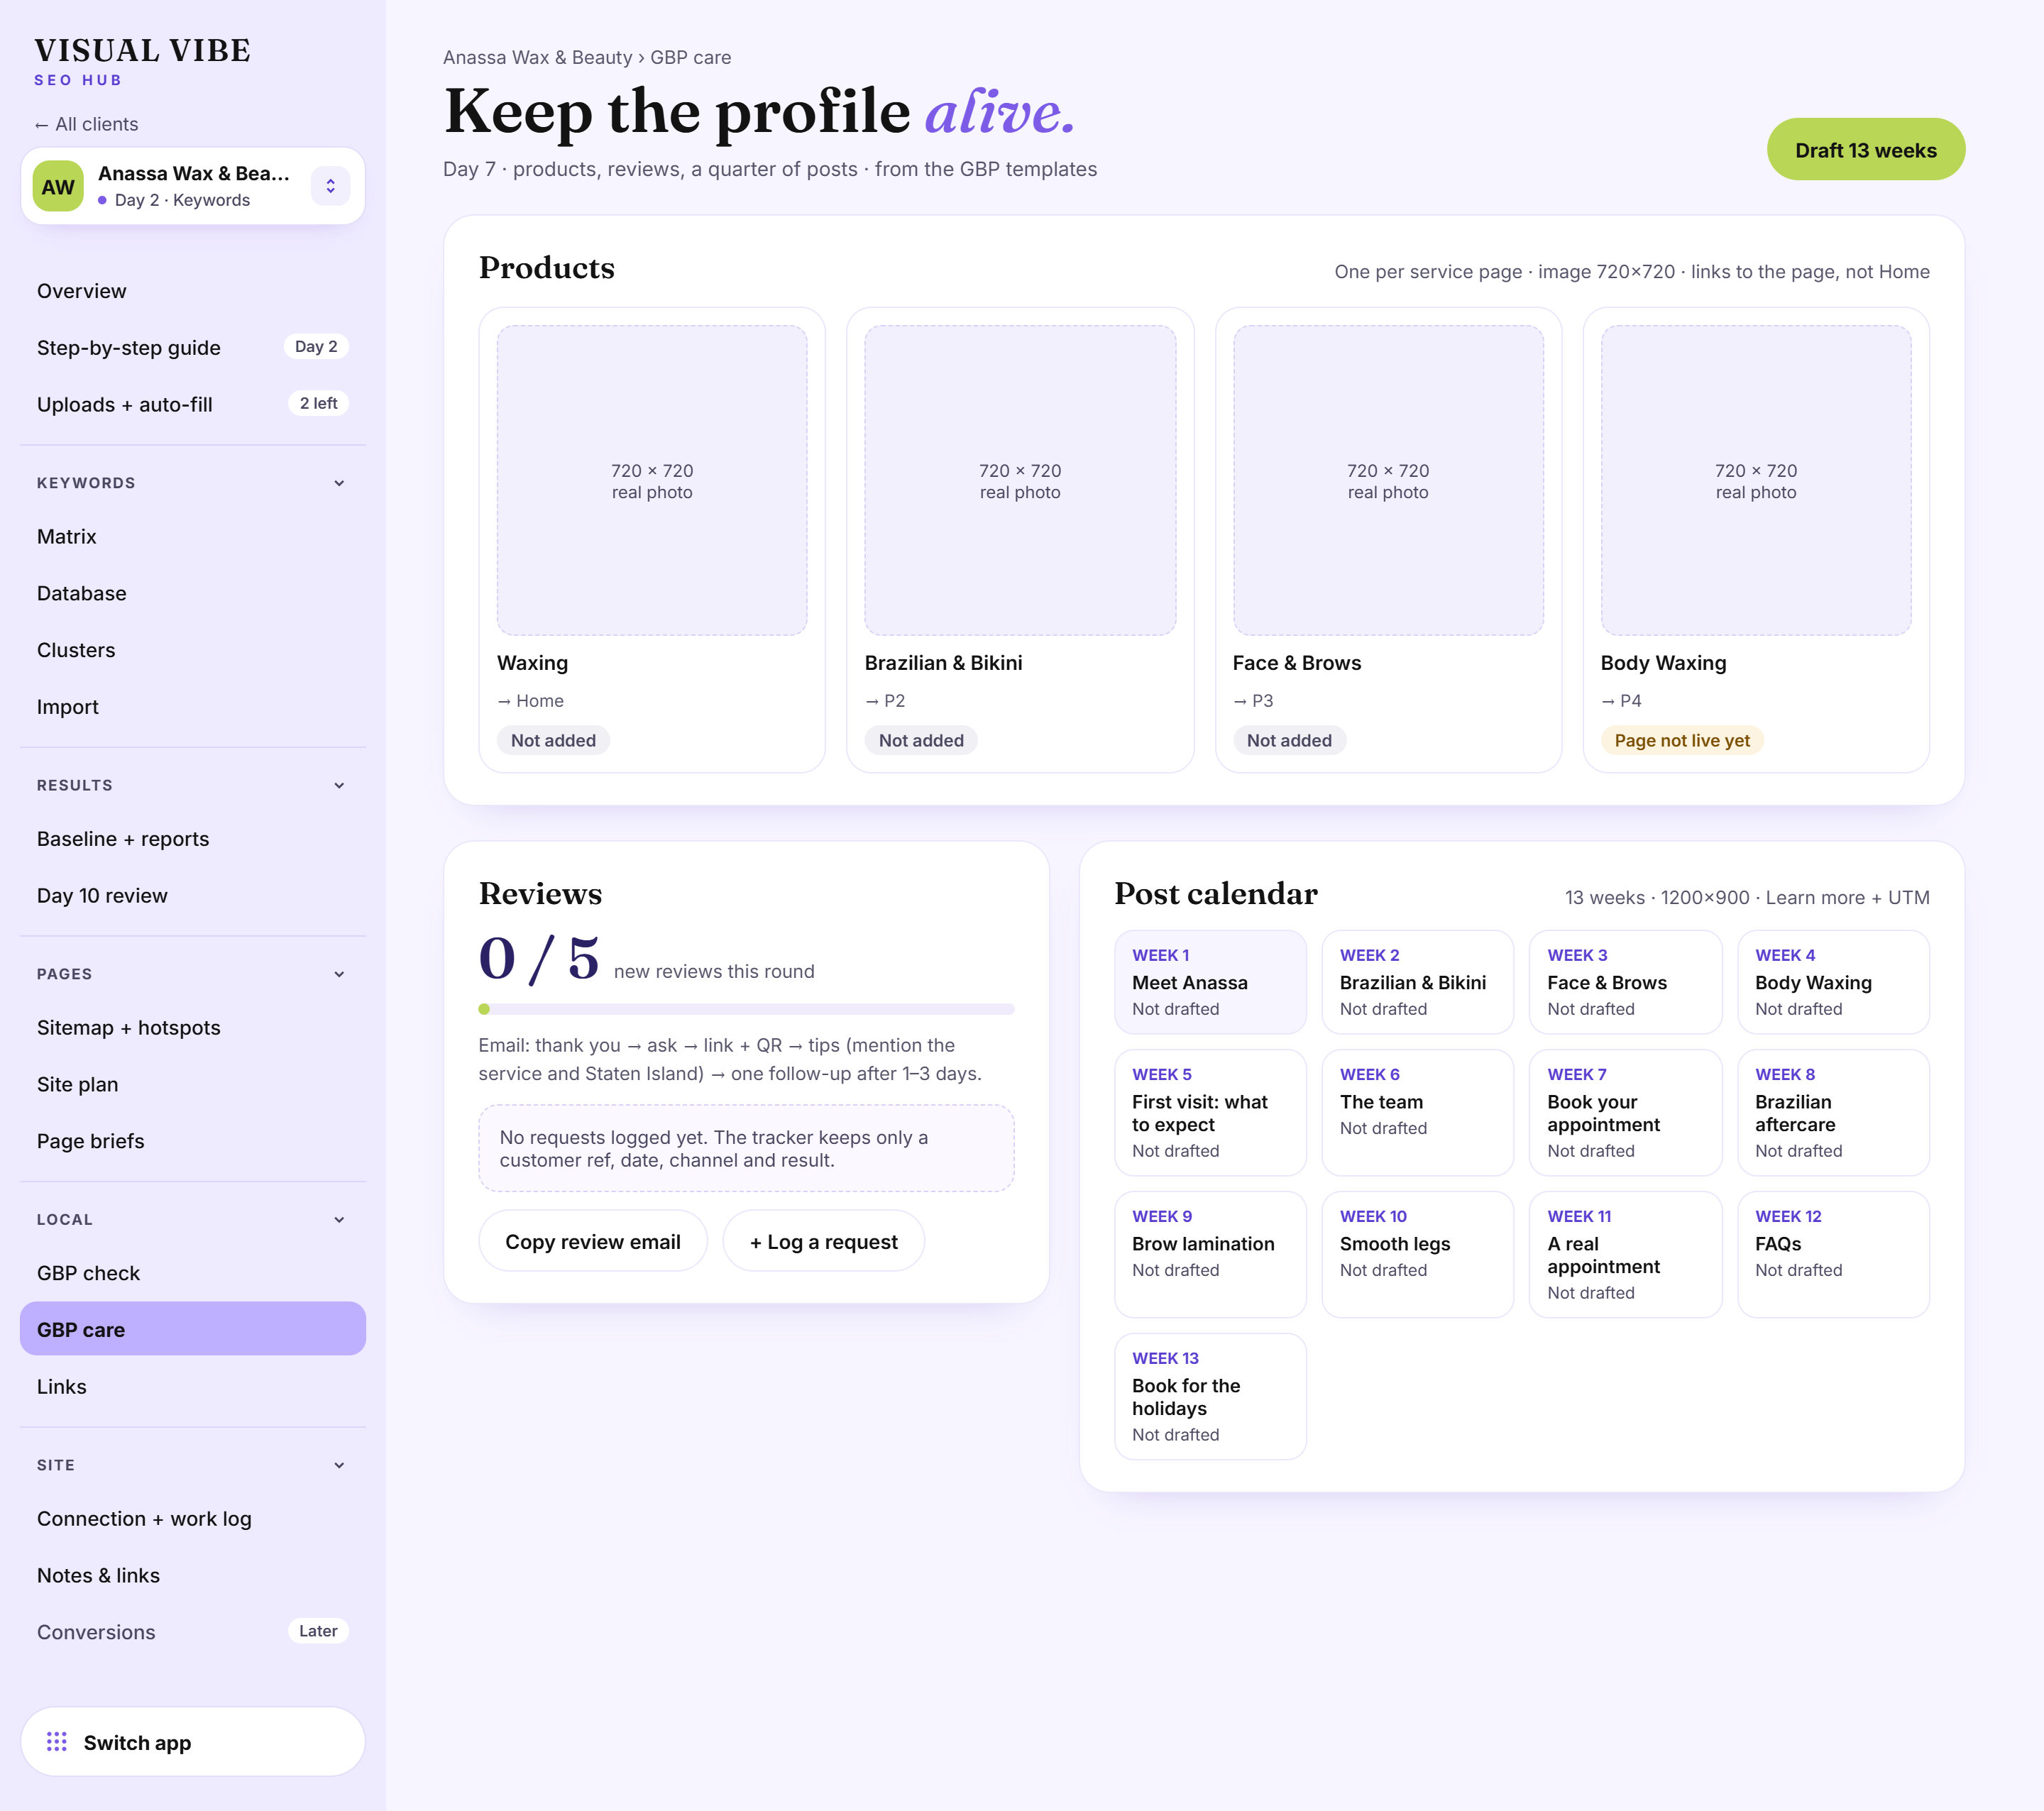 VISUAL VIBE
SEO HUB
← All clients
AW
Anassa Wax & Bea...
Day 2 · Keywords
Overview
Step-by-step guide
Day 2
Uploads + auto-fill
2 left
KEYWORDS
Matrix
Database
Clusters
Import
RESULTS
Baseline + reports
Day 10 review
PAGES
Sitemap + hotspots
Site plan
Page briefs
LOCAL
GBP check
GBP care
Links
SITE
Connection + work log
Notes & links
Conversions
Later
Switch app
Anassa Wax & Beauty › GBP care
Keep the profile alive.
Day 7 · products, reviews, a quarter of posts · from the GBP templates
Draft 13 weeks
Products
One per service page · image 720×720 · links to the page, not Home
720 × 720
real photo
Waxing
→ Home
Not added
720 × 720
real photo
Brazilian & Bikini
→ P2
Not added
720 × 720
real photo
Face & Brows
→ P3
Not added
720 × 720
real photo
Body Waxing
→ P4
Page not live yet
Reviews
0 / 5 new reviews this round
Email: thank you → ask → link + QR → tips (mention the
service and Staten Island) → one follow-up after 1–3 days.
No requests logged yet. The tracker keeps only a
customer ref, date, channel and result.
Copy review email
+ Log a request
Post calendar
13 weeks · 1200×900 · Learn more + UTM
WEEK 1
Meet Anassa
Not drafted
WEEK 2
Brazilian & Bikini
Not drafted
WEEK 3
Face & Brows
Not drafted
WEEK 4
Body Waxing
Not drafted
WEEK 5
First visit: what
to expect
Not drafted
WEEK 6
The team
Not drafted
WEEK 7
Book your
appointment
Not drafted
WEEK 8
Brazilian
aftercare
Not drafted
WEEK 9
Brow lamination
Not drafted
WEEK 10
Smooth legs
Not drafted
WEEK 11
A real
appointment
Not drafted
WEEK 12
FAQs
Not drafted
WEEK 13
Book for the
holidays
Not drafted